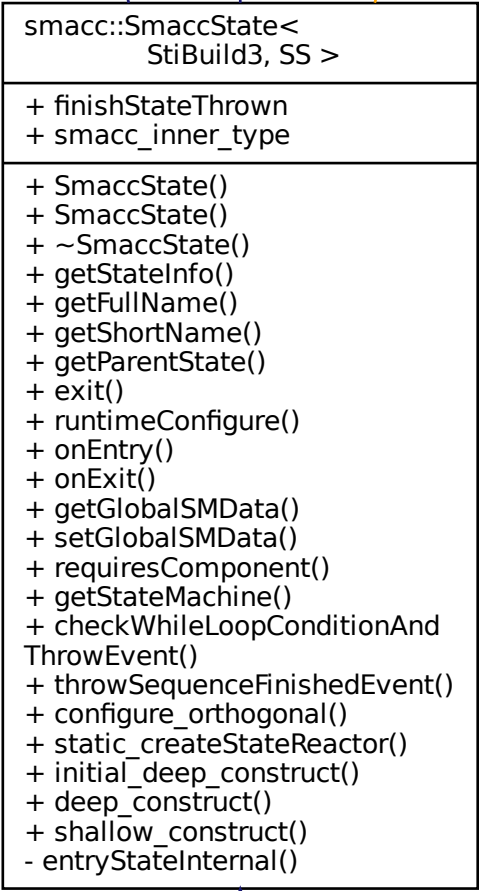 smacc::SmaccState<
StiBuild3, SS >
+ finishStateThrown
+ smacc_inner_type
+ SmaccState()
+ SmaccState()
+ ~SmaccState()
+ getStateInfo()
+ getFullName()
+ getShortName()
+ getParentState()
+ exit()
+ runtimeConfigure()
+ onEntry()
+ onExit()
+ getGlobalSMData()
+ setGlobalSMData()
+ requiresComponent()
+ getStateMachine()
+ checkWhileLoopConditionAnd
ThrowEvent()
+ throwSequenceFinishedEvent()
+ configure_orthogonal()
+ static_createStateReactor()
+ initial_deep_construct()
+ deep_construct()
+ shallow_construct()
- entryStateInternal()